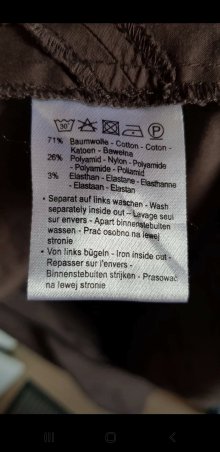 30 P
71% Baumwolle - Cotton - Coton -
Katoen - Bawełna
26% Polyamid - Nylon - Polyamide
- Polyamide - Poliamid
3% Elasthan - Elastane - Elasthanne
- Elastaan - Elastan
• Separat auf links waschen - Wash
separately inside out - Lavage seul
sur envers - Apart binnenstebuiten
wassen - Prać osobno na lewej
stronie
• Von links bügeln - Iron inside out -
Repasser sur l'envers -
Binnenstebuiten strijken - Prasować
na lewej stronie